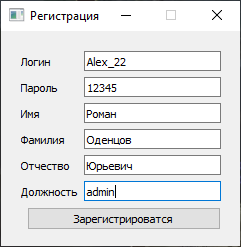 Регистрация
Логин Alex_22
Пароль 12345
Имя Роман
Фамилия Оденцов
Отчество Юрьевич
Должность admin
Зарегистрироватся